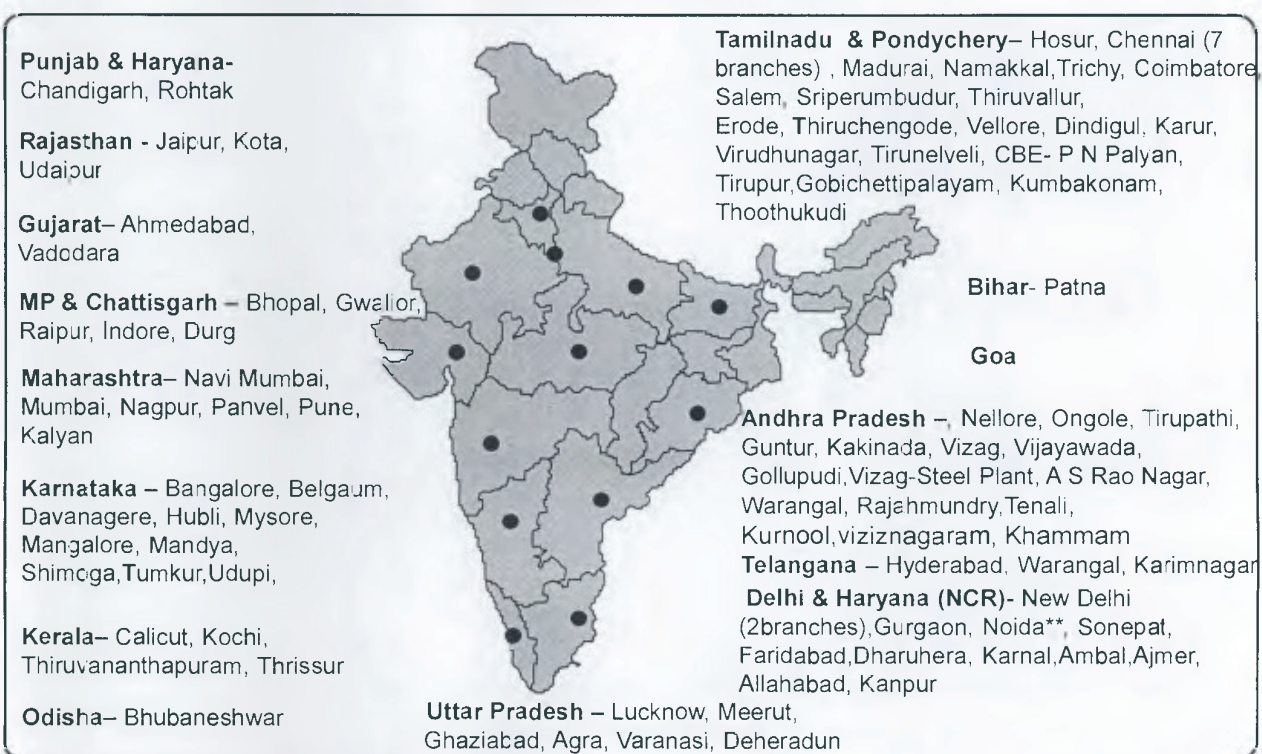 Punjab & Haryana-
Chandigarh, Rohtak
Rajasthan - Jaipur, Kota,
Udaipur
Gujarat– Ahmedabad,
Vadodara
MP & Chattisgarh – Bhopal, Gwalior,
Raipur, Indore, Durg
Maharashtra– Navi Mumbai,
Mumbai, Nagpur, Panvel, Pune,
Kalyan
Karnataka – Bangalore, Belgaum,
Davanagere, Hubli, Mysore,
Mangalore, Mandya,
Shimoga,Tumkur,Udupi,
Kerala– Calicut, Kochi,
Thiruvananthapuram, Thrissur
Odisha– Bhubaneshwar
Tamilnadu & Pondychery– Hosur, Chennai (7
branches) , Madurai, Namakkal,Trichy, Coimbatore,
Salem, Sriperumbudur, Thiruvallur,
Erode, Thiruchengode, Vellore, Dindigul, Karur,
Virudhunagar, Tirunelveli, CBE- P N Palyan,
Tirupur,Gobichettipalayam, Kumbakonam,
Thoothukudi
Bihar- Patna
Goa
Andhra Pradesh –, Nellore, Ongole, Tirupathi,
Guntur, Kakinada, Vizag, Vijayawada,
Gollupudi,Vizag-Steel Plant, A S Rao Nagar,
Warangal, Rajahmundry,Tenali,
Kurnool,viziznagaram, Khammam
Telangana – Hyderabad, Warangal, Karimnagar
Delhi & Haryana (NCR)- New Delhi
(2branches),Gurgaon, Noida**, Sonepat,
Faridabad,Dharuhera, Karnal,Ambal,Ajmer,
Allahabad, Kanpur
Uttar Pradesh – Lucknow, Meerut,
Ghaziabad, Agra, Varanasi, Deheradun